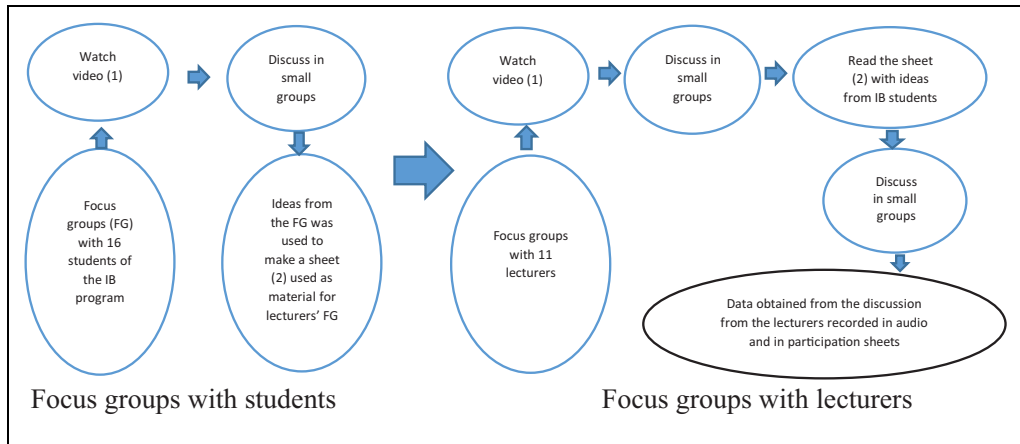 Watch
video (1)
Discuss in
small
groups
Focus
groups (FG)
with 16
students of
the IB
program
Ideas from
the FG was
used to
make a sheet
(2) used as
material for
lecturers' FG
Focus groups with students
Watch
video (1)
Discuss in
small
groups
Read the sheet
(2) with ideas
from IB students
Focus groups
with 11
lecturers
Discuss
in small
groups
Data obtained from the discussion
from the lecturers recorded in audio
and in participation sheets
Focus groups with lecturers